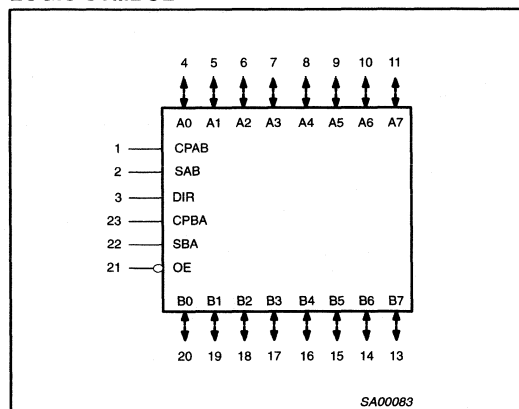 4 5 6 7 8 9 10 11
A0 A1 A2 A3 A4 A5 A6 A7
1 CPAB
2 SAB
3 DIR
23 CPBA
22 SBA
21 OE
B0 B1 B2 B3 B4 B5 B6 B7
20 19 18 17 16 15 14 13
SA00083